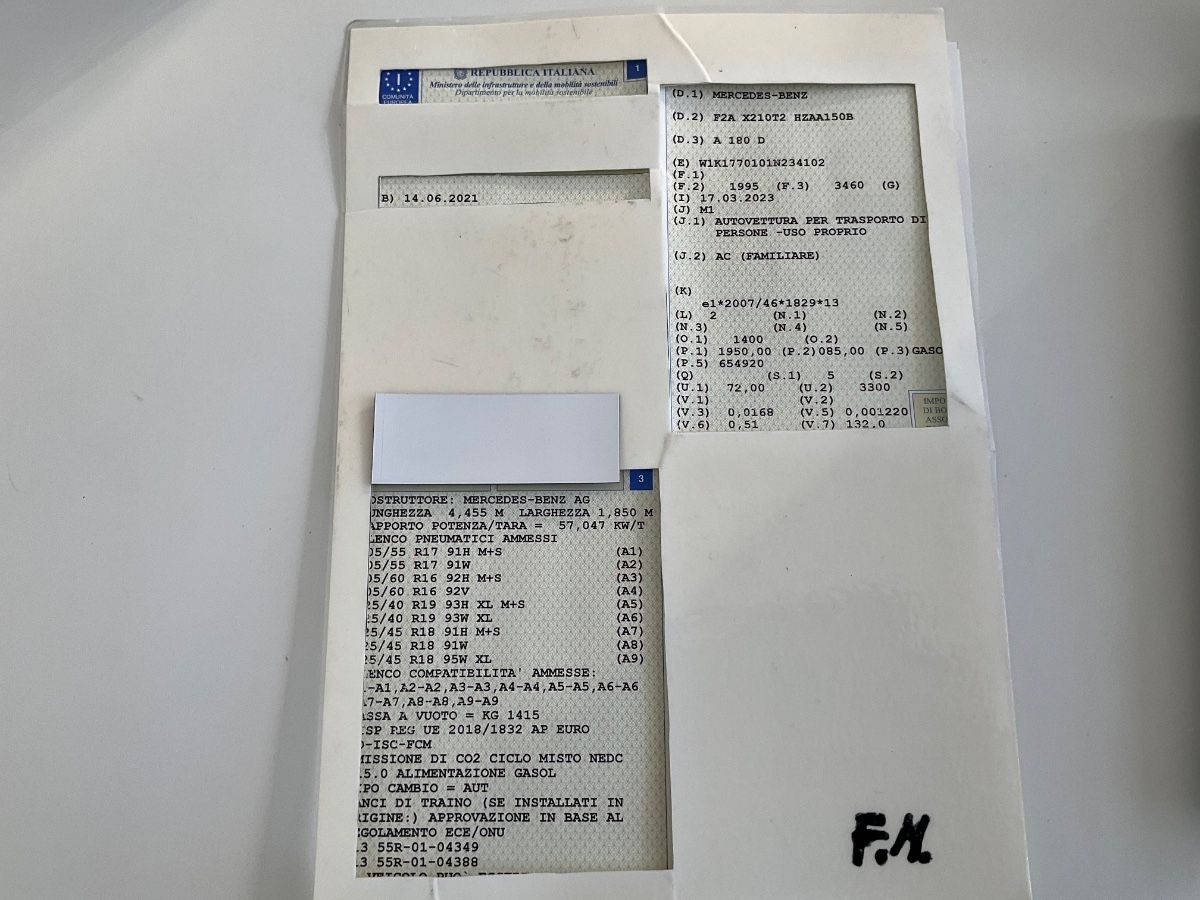 REPUBBLICA ITALIANA
1
Ministero delle infrastrutture e della mobilità sostenibili
Dipartimento per la mobilità sostenibile
I
COMUNITÀ
EUROPEA
B) 14.06.2021
(D.1) MERCEDES-BENZ
(D.2) F2A X210T2 HZAA150B
(D.3) A 180 D
(E) W1K1770101N234102
(F.1)
(F.2) 1995 (F.3) 3460 (G)
(I) 17.03.2023
(J) M1
(J.1) AUTOVETTURA PER TRASPORTO DI
PERSONE -USO PROPRIO
(J.2) AC (FAMILIARE)
(K)
e1*2007/46*1829*13
(L) 2 (N.1) (N.2)
(N.3) (N.4) (N.5)
(O.1) 1400 (O.2)
(P.1) 1950,00 (P.2)085,00 (P.3)GASO
(P.5) 654920
(Q) (S.1) 5 (S.2)
(U.1) 72,00 (U.2) 3300
(V.1) (V.2)
(V.3) 0,0168 (V.5) 0,001220
(V.6) 0,51 (V.7) 132,0
IMPO
DI BO
ASSO
3
OSTRUTTORE: MERCEDES-BENZ AG
UNGHEZZA 4,455 M LARGHEZZA 1,850 M
APPORTO POTENZA/TARA = 57,047 KW/T
LENCO PNEUMATICI AMMESSI
05/55 R17 91H M+S (A1)
05/55 R17 91W (A2)
05/60 R16 92H M+S (A3)
05/60 R16 92V (A4)
25/40 R19 93H XL M+S (A5)
25/40 R19 93W XL (A6)
25/45 R18 91H M+S (A7)
25/45 R18 91W (A8)
25/45 R18 95W XL (A9)
LENCO COMPATIBILITA' AMMESSE:
1-A1,A2-A2,A3-A3,A4-A4,A5-A5,A6-A6
A7-A7,A8-A8,A9-A9
ASSA A VUOTO = KG 1415
ISP REG UE 2018/1832 AP EURO
D-ISC-FCM
MISSIONE DI CO2 CICLO MISTO NEDC
15.0 ALIMENTAZIONE GASOL
IPO CAMBIO = AUT
ANCI DI TRAINO (SE INSTALLATI IN
RIGINE:) APPROVAZIONE IN BASE AL
EGOLAMENTO ECE/ONU
13 55R-01-04349
13 55R-01-04388
VEICOLO PUO'
F.M.